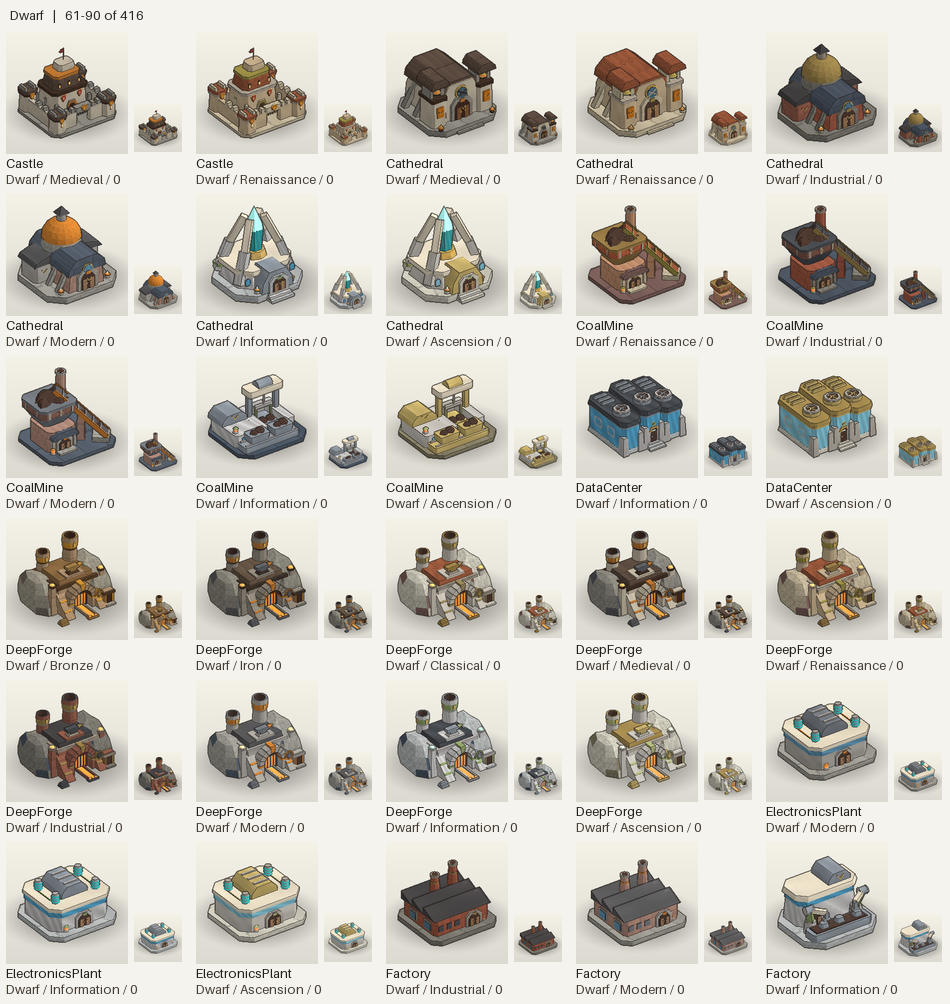 Dwarf | 61-90 of 416
Castle
Dwarf / Medieval / 0
Castle
Dwarf / Renaissance / 0
Cathedral
Dwarf / Medieval / 0
Cathedral
Dwarf / Renaissance / 0
Cathedral
Dwarf / Industrial / 0
Cathedral
Dwarf / Modern / 0
Cathedral
Dwarf / Information / 0
Cathedral
Dwarf / Ascension / 0
CoalMine
Dwarf / Renaissance / 0
CoalMine
Dwarf / Industrial / 0
CoalMine
Dwarf / Modern / 0
CoalMine
Dwarf / Information / 0
CoalMine
Dwarf / Ascension / 0
DataCenter
Dwarf / Information / 0
DataCenter
Dwarf / Ascension / 0
DeepForge
Dwarf / Bronze / 0
DeepForge
Dwarf / Iron / 0
DeepForge
Dwarf / Classical / 0
DeepForge
Dwarf / Medieval / 0
DeepForge
Dwarf / Renaissance / 0
DeepForge
Dwarf / Industrial / 0
DeepForge
Dwarf / Modern / 0
DeepForge
Dwarf / Information / 0
DeepForge
Dwarf / Ascension / 0
ElectronicsPlant
Dwarf / Modern / 0
ElectronicsPlant
Dwarf / Information / 0
ElectronicsPlant
Dwarf / Ascension / 0
Factory
Dwarf / Industrial / 0
Factory
Dwarf / Modern / 0
Factory
Dwarf / Information / 0